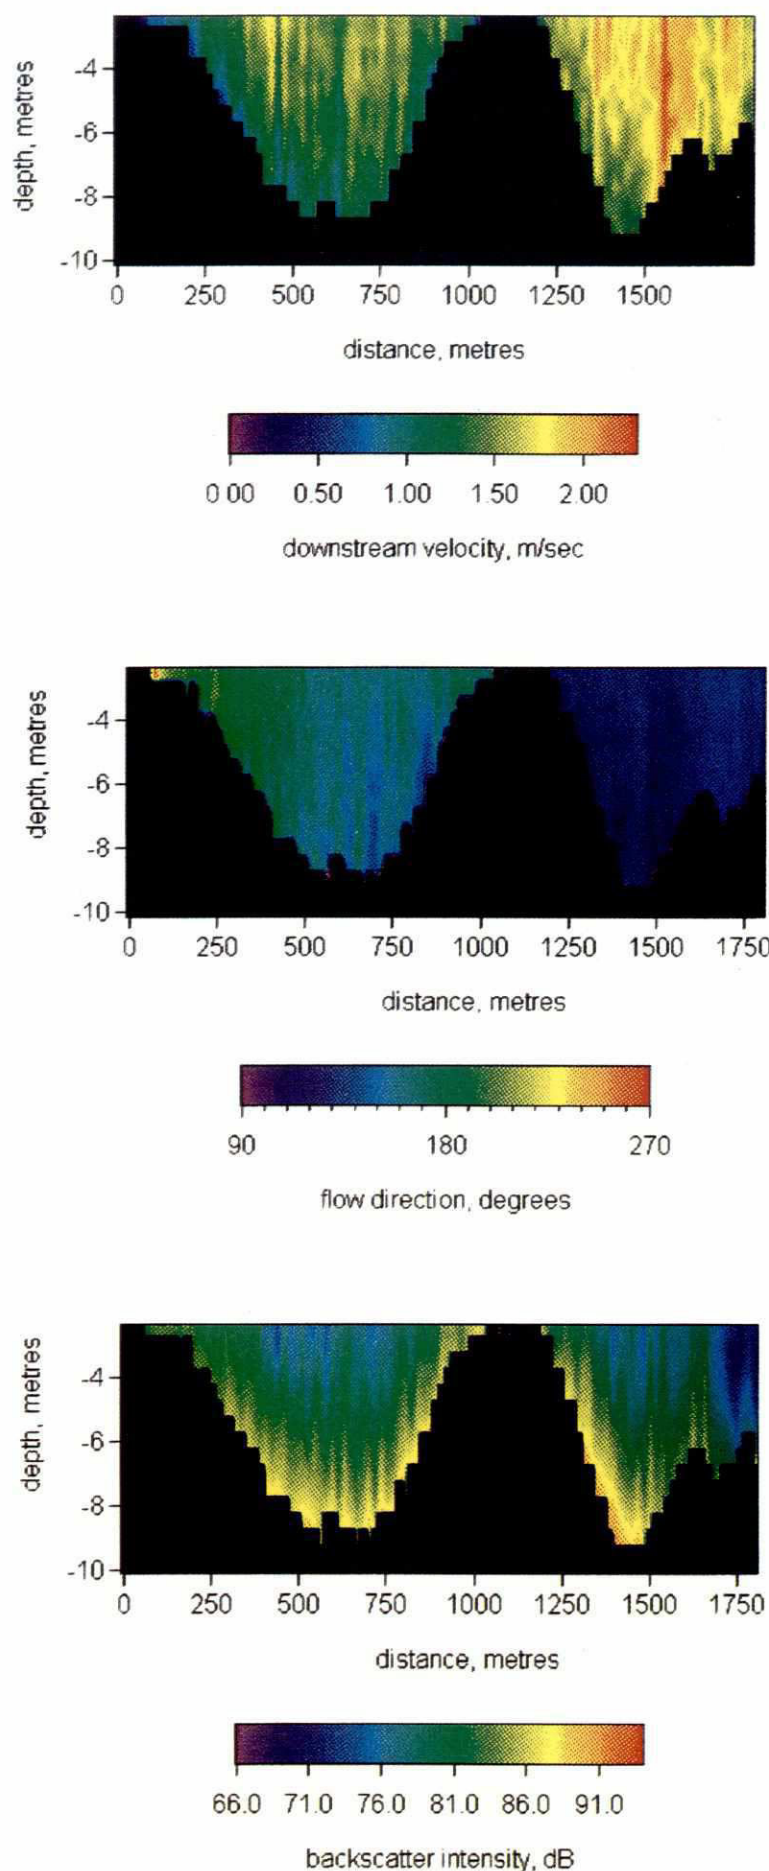 depth, metres
-4
-6
-8
-10
0 250 500 750 1000 1250 1500
distance, metres
0.00 0.50 1.00 1.50 2.00
downstream velocity, m/sec
depth, metres
-4
-6
-8
-10
0 250 500 750 1000 1250 1500 1750
distance, metres
90 180 270
flow direction, degrees
depth, metres
-4
-6
-8
-10
0 250 500 750 1000 1250 1500 1750
distance, metres
66.0 71.0 76.0 81.0 86.0 91.0
backscatter intensity, dB